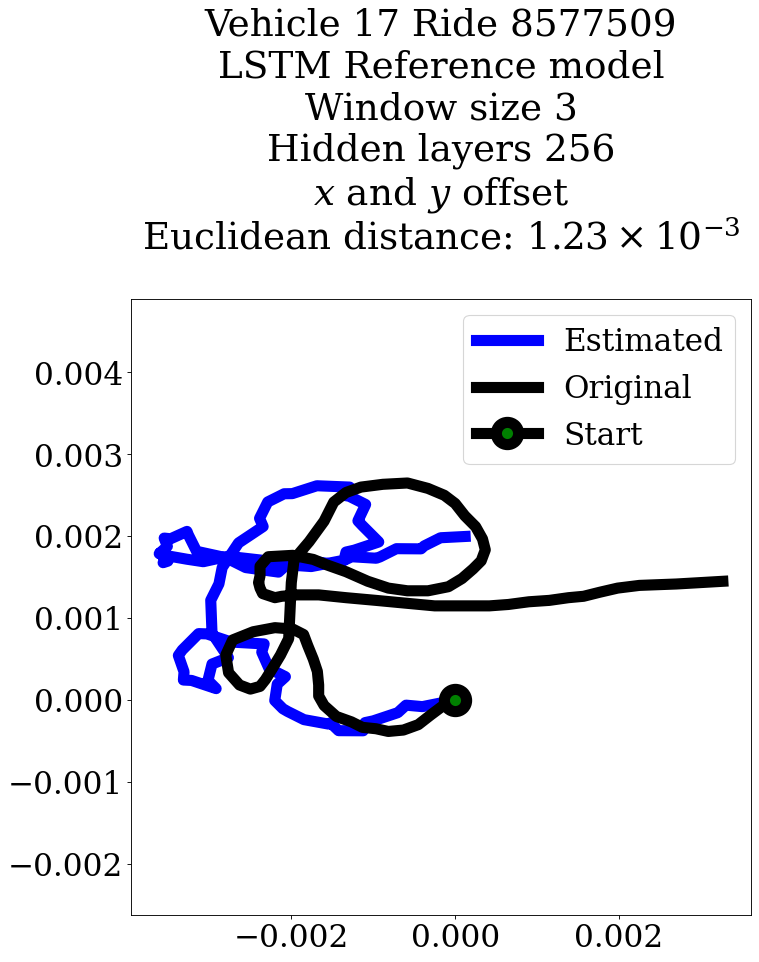 Vehicle 17 Ride 8577509
LSTM Reference model
Window size 3
Hidden layers 256
x and y offset
Euclidean distance: 1.23 × 10⁻³
Estimated
Original
Start
0.004
0.003
0.002
0.001
0.000
−0.001
−0.002
−0.002 0.000 0.002